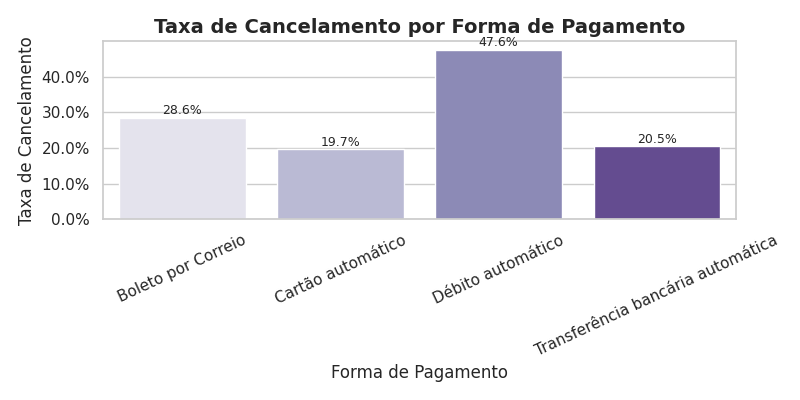 Taxa de Cancelamento por Forma de Pagamento
Taxa de Cancelamento
40.0%
30.0%
20.0%
10.0%
0.0%
28.6%
19.7%
47.6%
20.5%
Boleto por Correio
Cartão automático
Débito automático
Transferência bancária automática
Forma de Pagamento